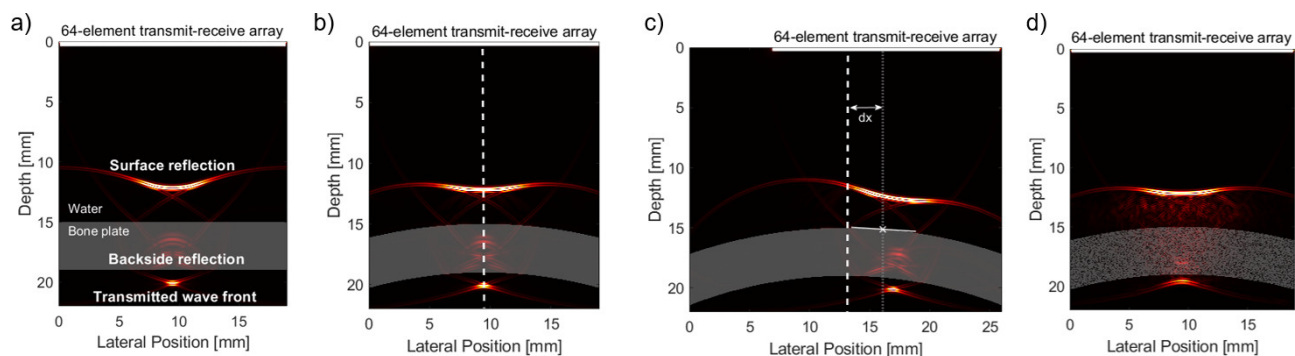 a)
64-element transmit-receive array
0
5
10
15
20
Depth [mm]
Surface reflection
Water
Bone plate
Backside reflection
Transmitted wave front
0
5
10
15
Lateral Position [mm]
b)
64-element transmit-receive array
0
5
10
15
20
Depth [mm]
0
5
10
15
Lateral Position [mm]
c)
64-element transmit-receive array
0
5
10
15
20
Depth [mm]
dx
0
5
10
15
20
25
Lateral Position [mm]
d)
64-element transmit-receive array
0
5
10
15
20
Depth [mm]
0
5
10
15
Lateral Position [mm]